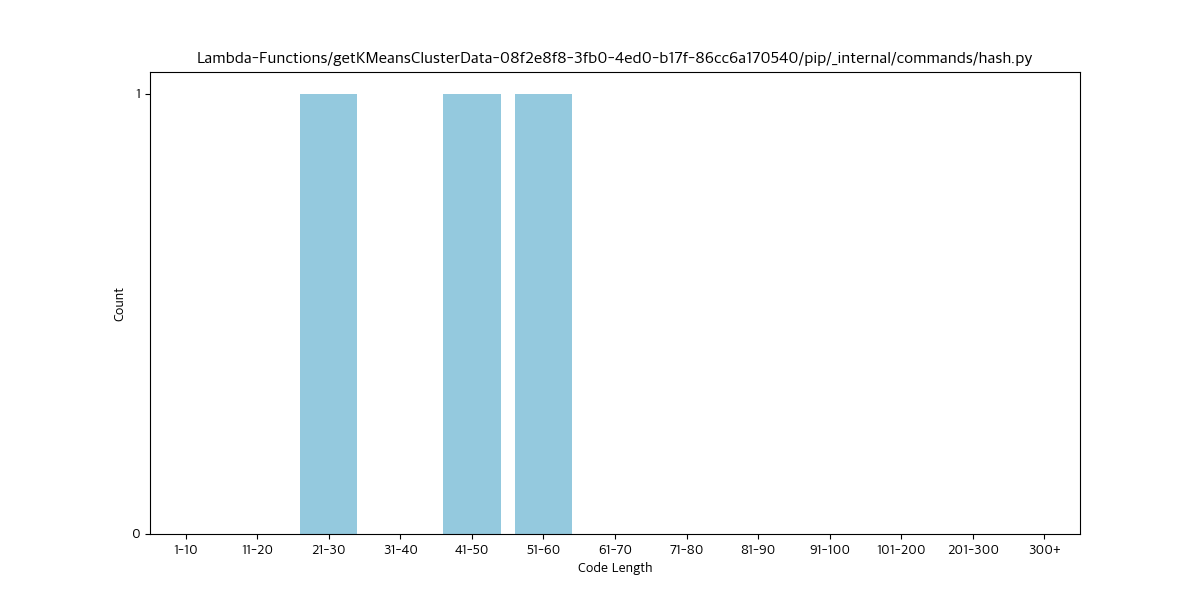 Lambda-Functions/getKMeansClusterData-08f2e8f8-3fb0-4ed0-b17f-86cc6a170540/pip/_internal/commands/hash.py
1
Count
0
1-10 11-20 21-30 31-40 41-50 51-60 61-70 71-80 81-90 91-100 101-200 201-300 300+
Code Length